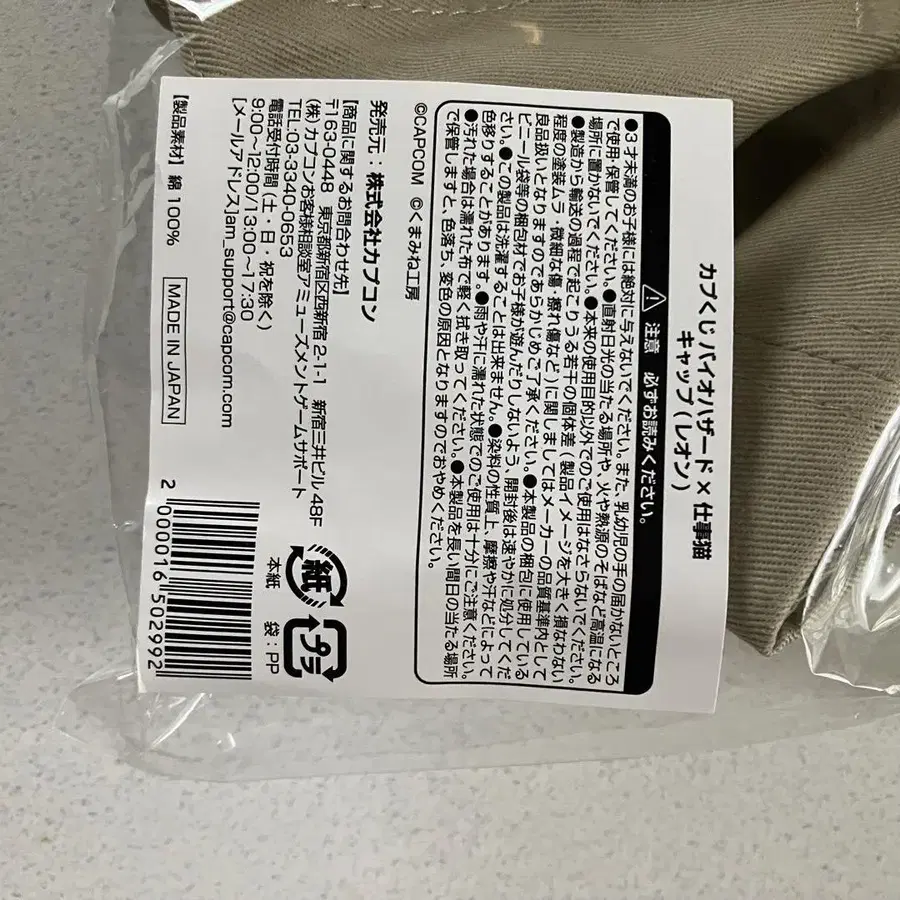 カプくじ バイオハザード × 仕事猫
キャップ(レオン)
注意 必ずお読みください。
●3才未満のお子様には絶対に与えないでください。また、乳幼児の手の届かないところ
で使用・保管してください。●直射日光の当たる場所や、火や熱源のそばなど高温になる
場所に置かないでください。●本来の使用目的以外でのご使用はなさらないでください。
●製造から輸送の過程で起こりうる若干の個体差(製品イメージを大きく損なわない
程度の塗装ムラ・微細な傷、擦れ傷など)に関しましてはメーカーの品質基準内として
良品扱いとなりますのであらかじめご了承ください。●本製品の梱包に使用している
ビニール袋等の梱包材でお子様が遊んだりしないよう、開封後は速やかに処分してくだ
さい。●この製品は洗濯することは出来ません。●染料の性質上、摩擦や汗などによって
色移りすることがあります。●雨や汗に濡れた状態でのご使用は十分にご注意ください。
●汚れた場合は濡れた布で軽く拭き取ってください。●本製品を長い間日の当たる場所
で保管しますと、色落ち、変色の原因となりますのでおやめください。
©CAPCOM ©くまみね工房
発売元:株式会社カプコン
【商品に関するお問合わせ先】
〒163-0448 東京都新宿区西新宿 2-1-1 新宿三井ビル 48F
(株)カプコンお客様相談室アミューズメントゲームサポート
TEL:03-3340-0653
電話受付時間(土・日・祝を除く)
9:00~12:00/13:00~17:30
[メールアドレス]am_support@capcom.com
【製品素材】綿 100%
MADE IN JAPAN
紙
本紙
プラ
袋:PP
2 000016 502992